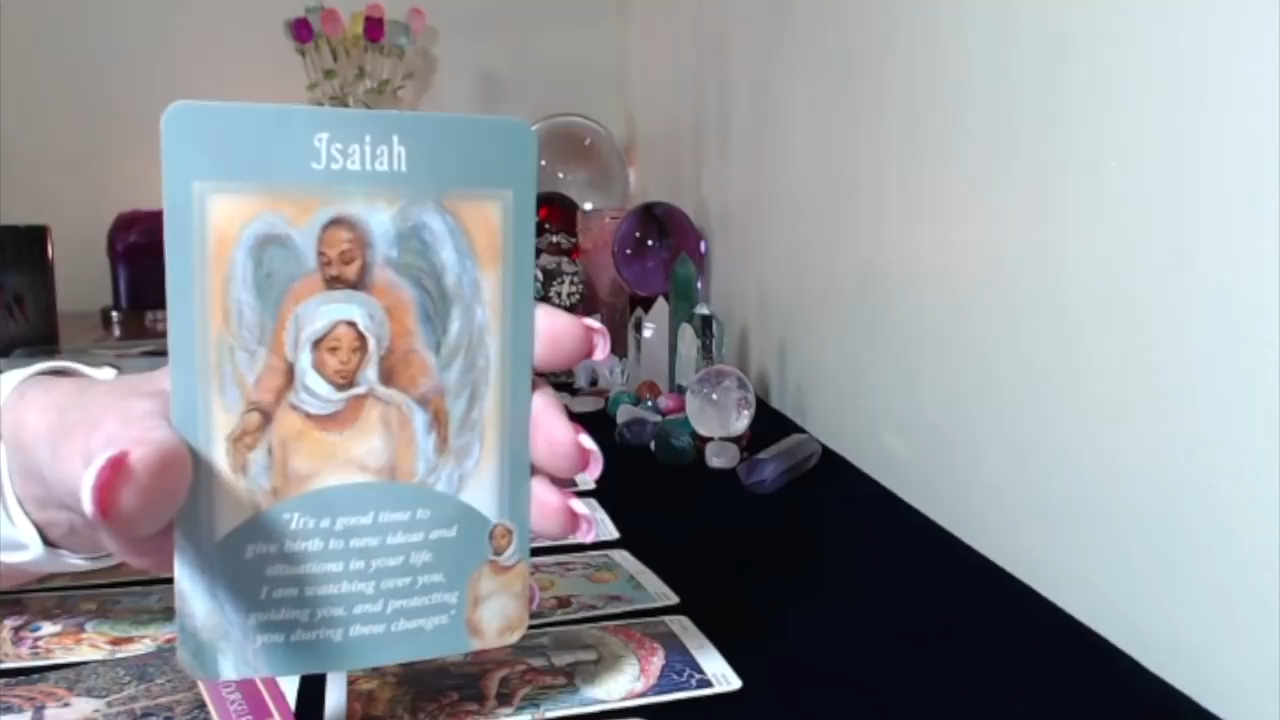 Isaiah
"It's a good time to
give birth to new ideas and
situations in your life.
I am watching over you,
guiding you, and protecting
you during these changes."
OURSELF